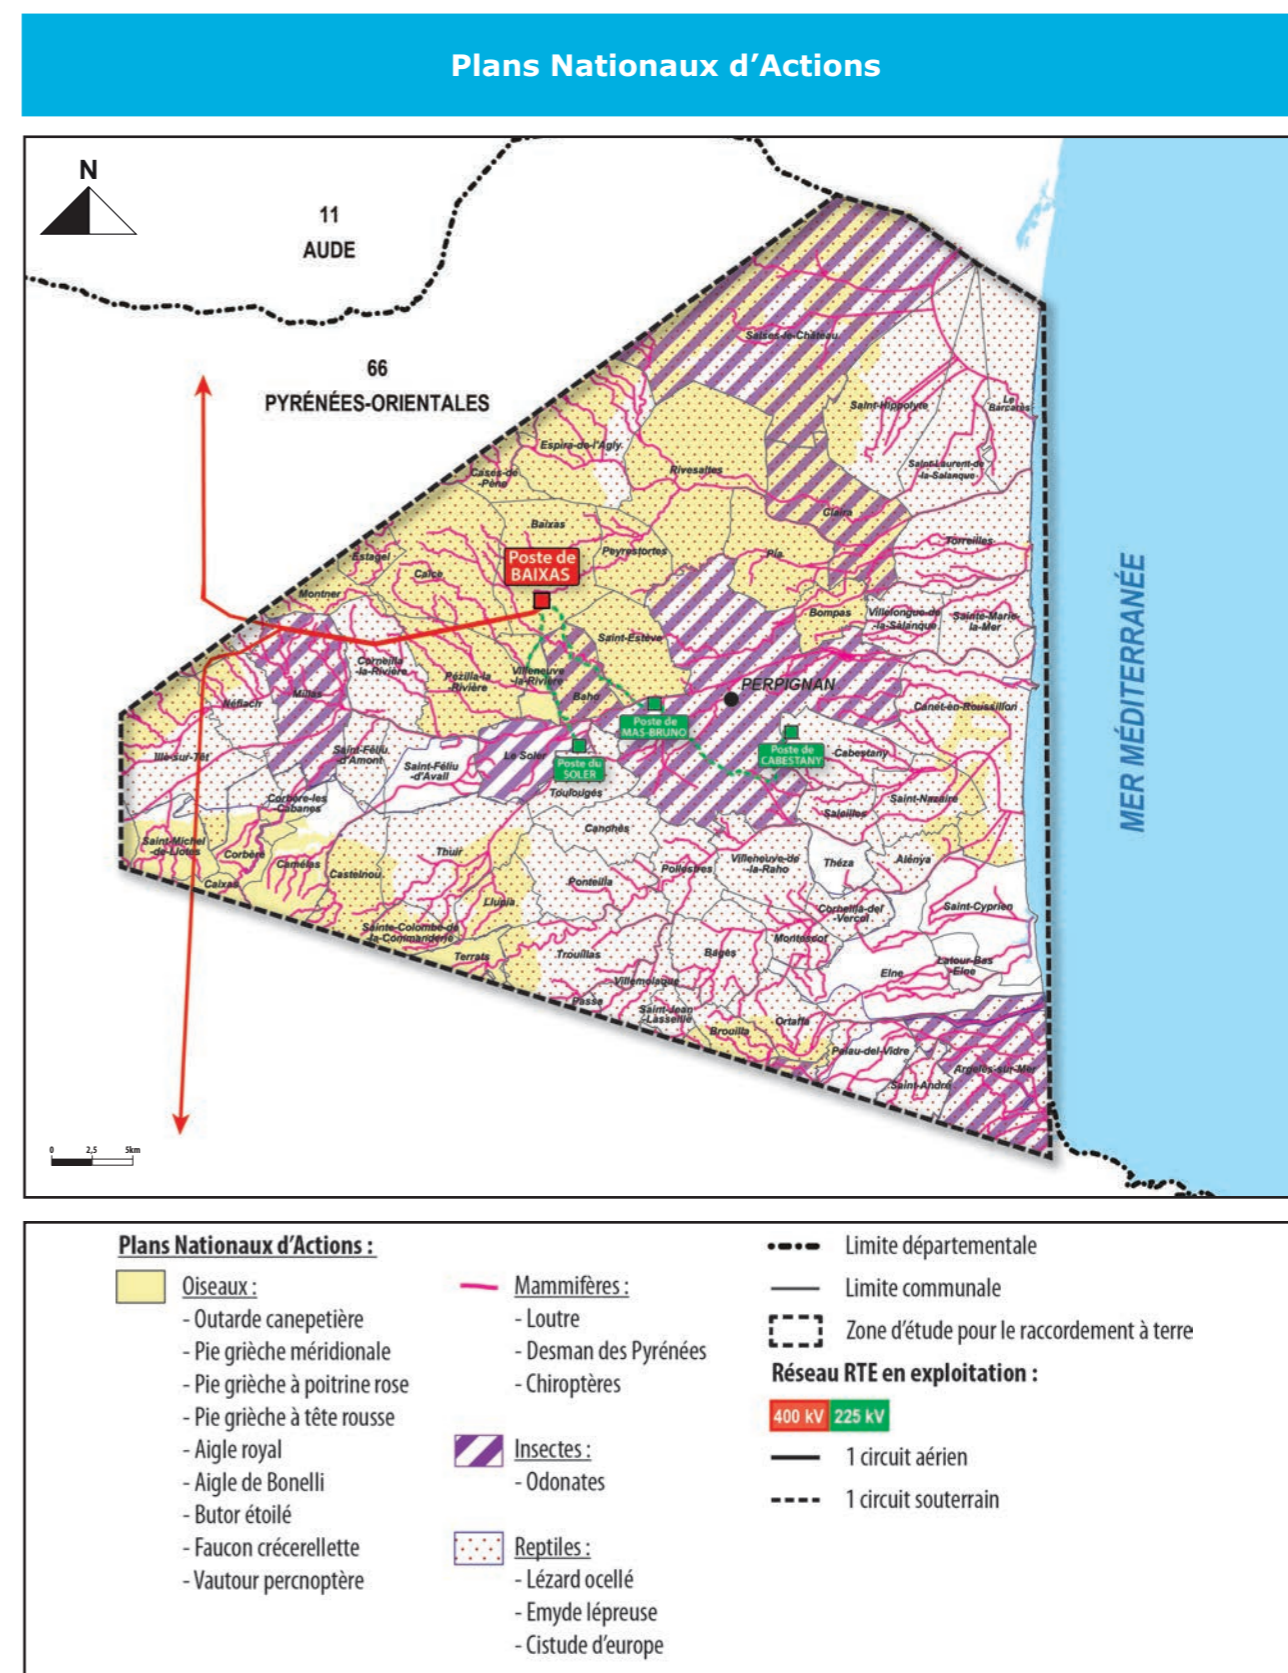 Plans Nationaux d'Actions
N
11
AUDE
66
PYRÉNÉES-ORIENTALES
Salses-le-Château
Saint-Hippolyte
Le
Barcarès
Espira-de-l'Agly
Cases-de
-Pène
Rivesaltes
Saint-Laurent-de
-la-Salanque
Claira
Baixas
Peyrestortes
Pia
Torreilles
Estagel
Calce
Poste de
BAIXAS
Montner
Bompas
Villelongue-de
-la-Salanque
Sainte-Marie-
la-Mer
Saint-Estève
Corneilla
-la-Rivière
Pézilla-la
-Rivière
Villeneuve
-la-Rivière
Baho
PERPIGNAN
Millas
Néfiach
Canet-en-Roussillon
Poste de
MAS-BRUNO
Poste de
CABESTANY
Cabestany
Ille-sur-Têt
Saint-Féliu
-d'Amont
Saint-Féliu
-d'Avall
Le Soler
Poste du
SOLER
Toulouges
Saint-Nazaire
Saleilles
Corbère-les
-Cabanes
Canohès
Saint-Michel
-de-Llotes
Corbère
Camélas
Thuir
Castelnou
Caixas
Ponteilla
Pollestres
Villeneuve-de
-la-Raho
Théza
Alénya
Llupia
Corneilla-del
-Vercol
Saint-Cyprien
Sainte-Colombe-de
-la-Commanderie
Terrats
Trouillas
Bages
Montescot
Elne
Latour-Bas
-Elne
Villemolaque
Passa
Saint-Jean
-Lasseille
Brouilla
Ortaffa
Palau-del-Vidre
Argelès-sur-Mer
Saint-André
MER MÉDITERRANÉE
0 2,5 5km
Plans Nationaux d'Actions :
Oiseaux :
- Outarde canepetière
- Pie grièche méridionale
- Pie grièche à poitrine rose
- Pie grièche à tête rousse
- Aigle royal
- Aigle de Bonelli
- Butor étoilé
- Faucon crécerellette
- Vautour percnoptère
Mammifères :
- Loutre
- Desman des Pyrénées
- Chiroptères
Insectes :
- Odonates
Reptiles :
- Lézard ocellé
- Emyde lépreuse
- Cistude d'europe
Limite départementale
Limite communale
Zone d'étude pour le raccordement à terre
Réseau RTE en exploitation :
400 kV 225 kV
1 circuit aérien
1 circuit souterrain